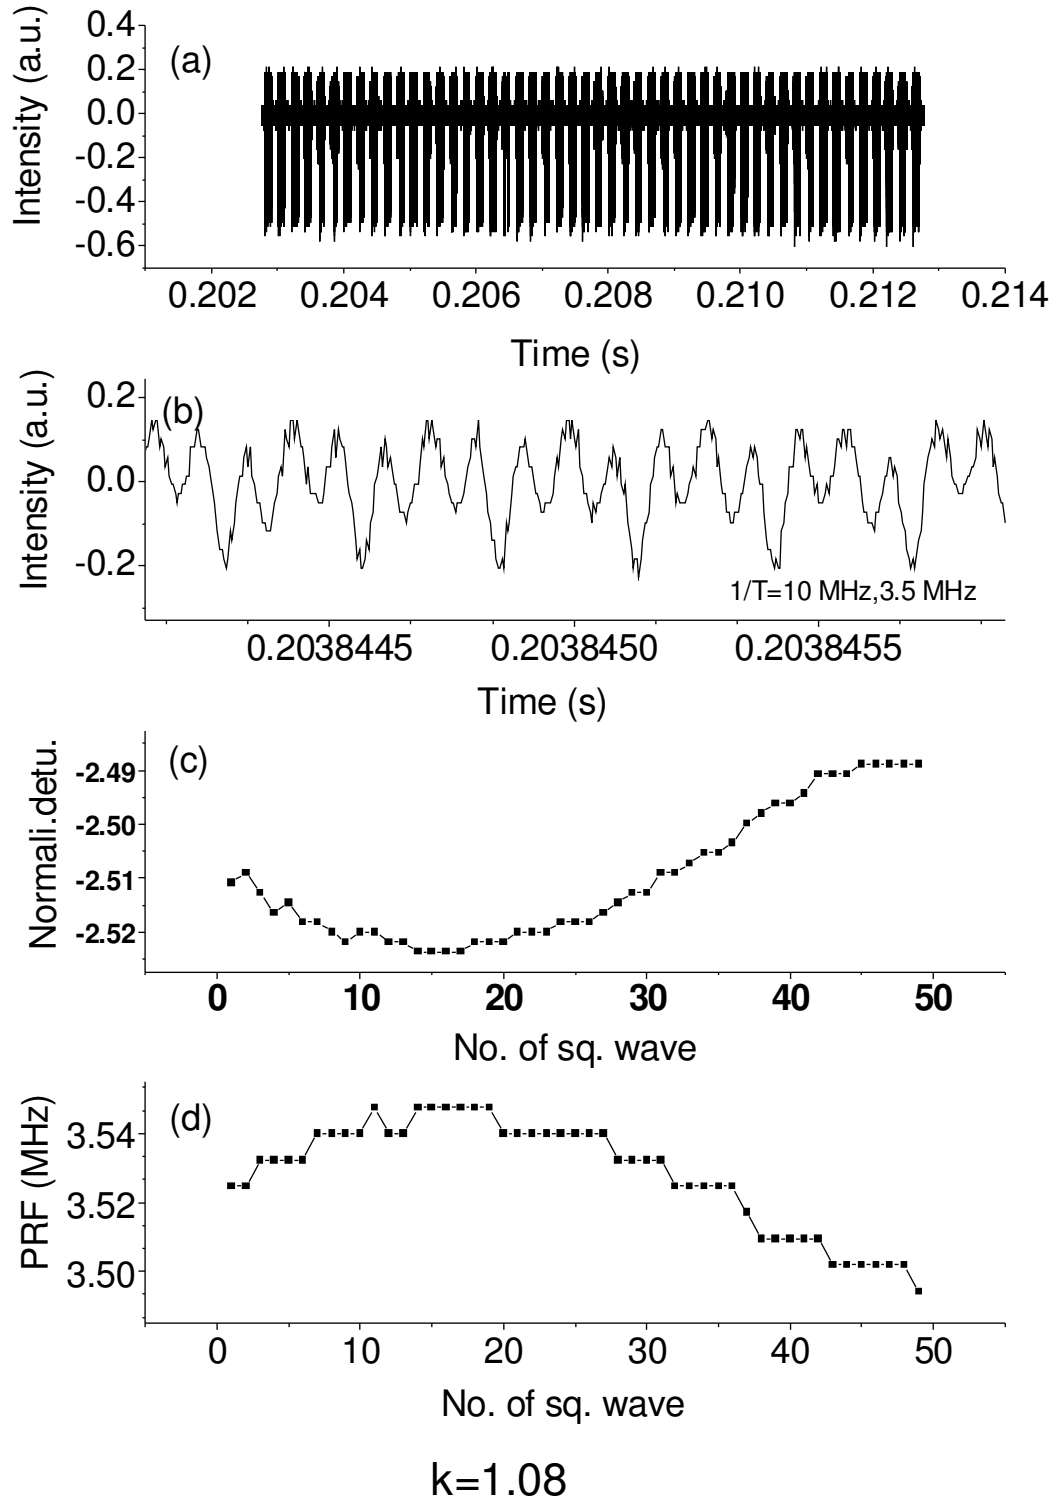 0.4
0.2
0.0
-0.2
-0.4
-0.6
Intensity (a.u.)
(a)
0.202 0.204 0.206 0.208 0.210 0.212 0.214
Time (s)
0.2
0.0
-0.2
Intensity (a.u.)
(b)
1/T=10 MHz,3.5 MHz
0.2038445 0.2038450 0.2038455
Time (s)
-2.49
-2.50
-2.51
-2.52
Normali.detu.
(c)
0 10 20 30 40 50
No. of sq. wave
3.54
3.52
3.50
PRF (MHz)
(d)
0 10 20 30 40 50
No. of sq. wave
k=1.08